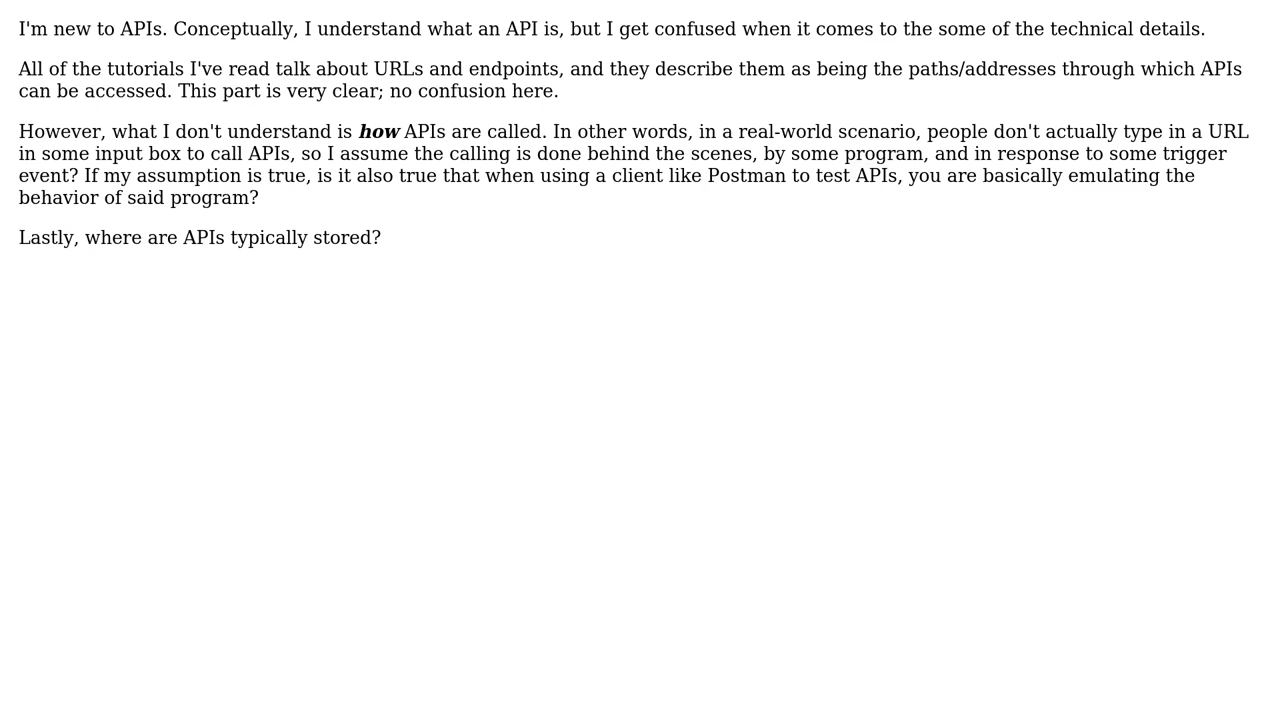 I'm new to APIs. Conceptually, I understand what an API is, but I get confused when it comes to the some of the technical details.
All of the tutorials I've read talk about URLs and endpoints, and they describe them as being the paths/addresses through which APIs
can be accessed. This part is very clear; no confusion here.
However, what I don't understand is how APIs are called. In other words, in a real-world scenario, people don't actually type in a URL
in some input box to call APIs, so I assume the calling is done behind the scenes, by some program, and in response to some trigger
event? If my assumption is true, is it also true that when using a client like Postman to test APIs, you are basically emulating the
behavior of said program?
Lastly, where are APIs typically stored?